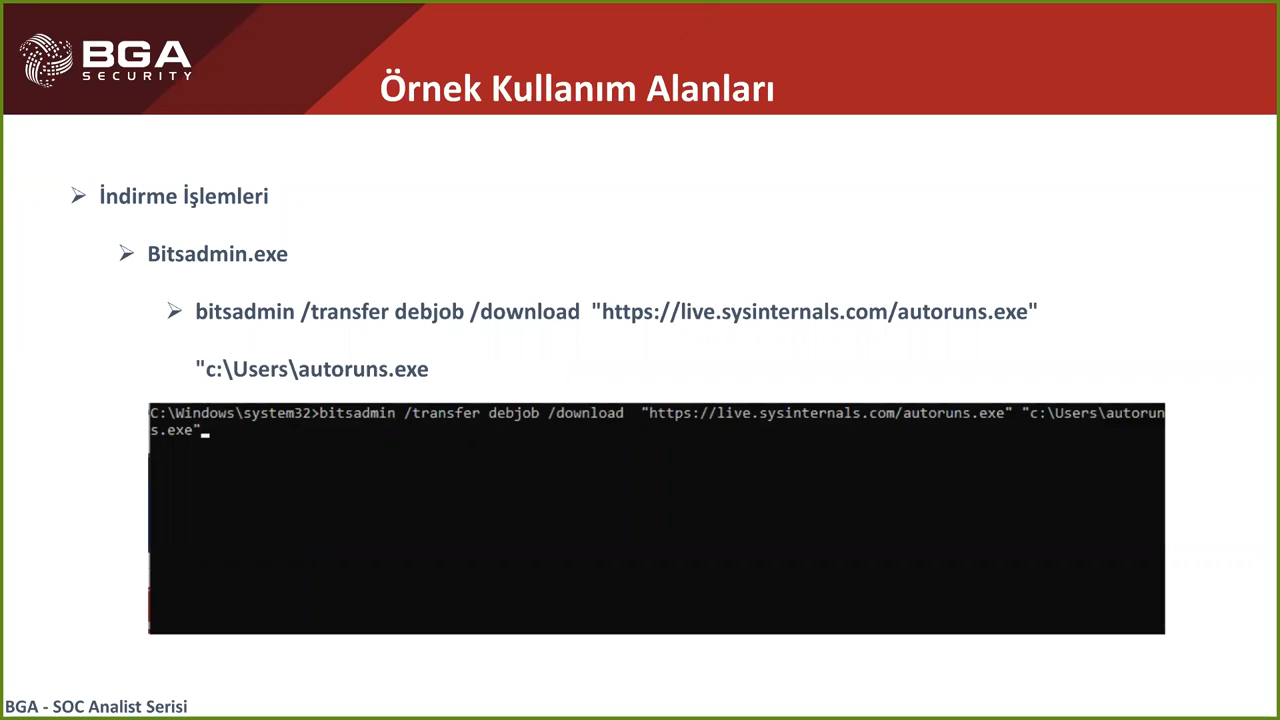 BGA
SECURITY
Örnek Kullanım Alanları
İndirme İşlemleri
Bitsadmin.exe
bitsadmin /transfer debjob /download  "https://live.sysinternals.com/autoruns.exe"
"c:\Users\autoruns.exe
C:\Windows\system32>bitsadmin /transfer debjob /download  "https://live.sysinternals.com/autoruns.exe" "c:\Users\autorun
s.exe"
BGA - SOC Analist Serisi